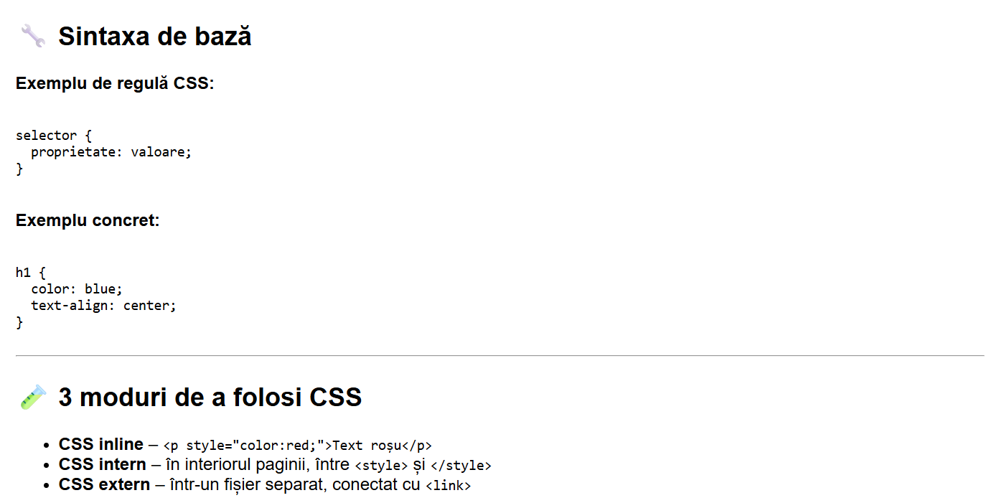 🔧 Sintaxa de bază
Exemplu de regulă CSS:
selector {
  proprietate: valoare;
}
Exemplu concret:
h1 {
  color: blue;
  text-align: center;
}
🧪 3 moduri de a folosi CSS
• CSS inline – <p style="color:red;">Text roșu</p>
• CSS intern – în interiorul paginii, între <style> și </style>
• CSS extern – într-un fișier separat, conectat cu <link>